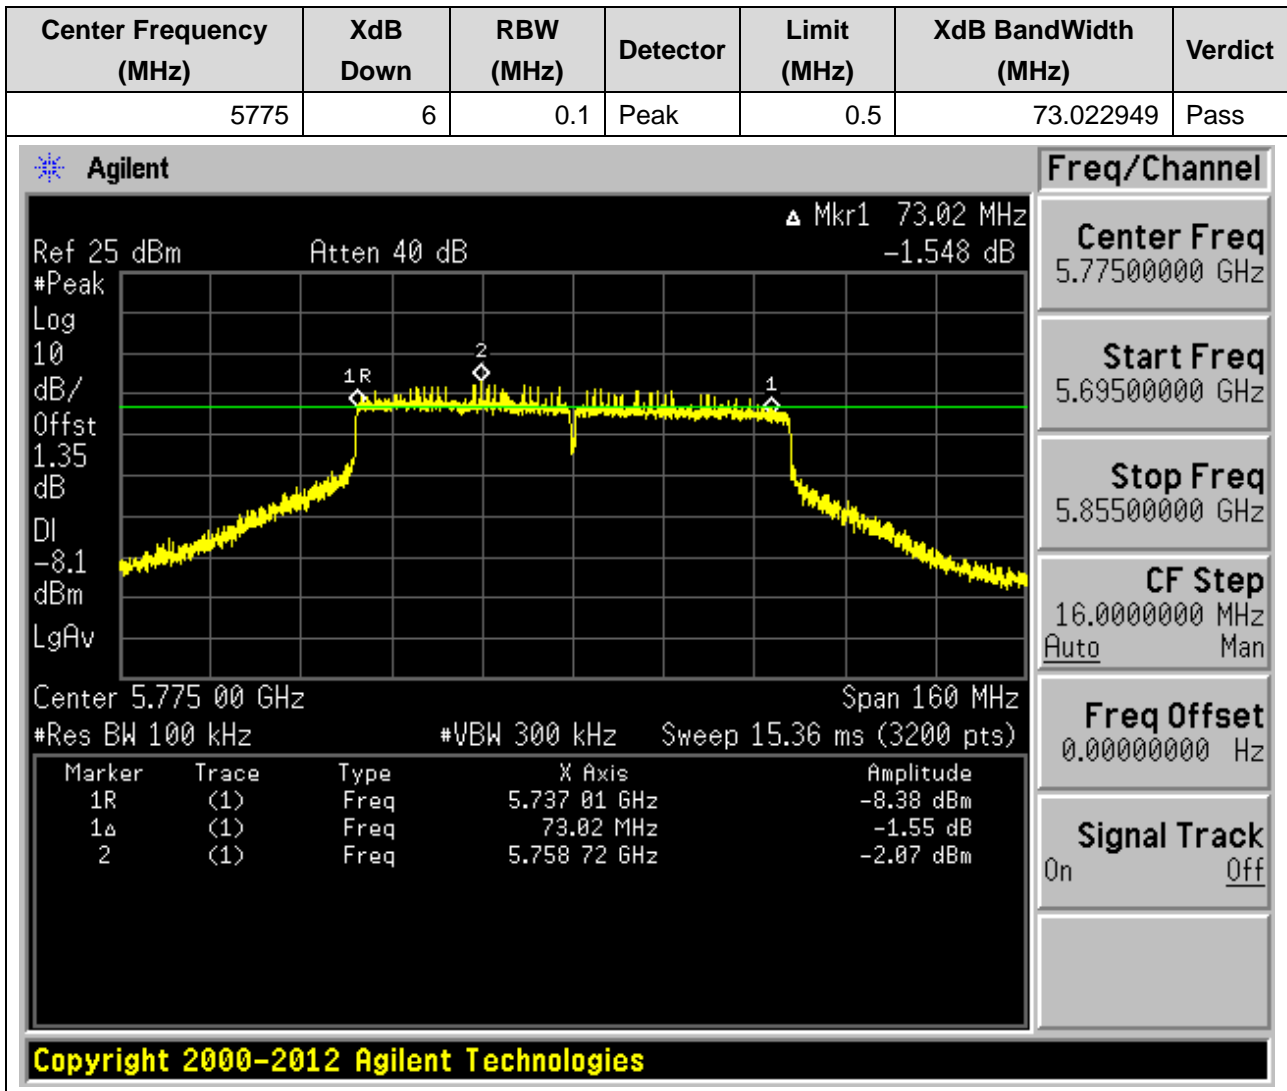 Center Frequency (MHz) XdB Down RBW (MHz) Detector Limit (MHz) XdB BandWidth (MHz) Verdict
5775 6 0.1 Peak 0.5 73.022949 Pass
Agilent
Freq/Channel
Δ Mkr1 73.02 MHz
Ref 25 dBm Atten 40 dB -1.548 dB
#Peak
Log
10
dB/
Offst
1.35
dB
DI
-8.1
dBm
LgAv
1R
2
1
Center 5.775 00 GHz Span 160 MHz
#Res BW 100 kHz #VBW 300 kHz Sweep 15.36 ms (3200 pts)
Marker Trace Type X Axis Amplitude
1R (1) Freq 5.737 01 GHz -8.38 dBm
1Δ (1) Freq 73.02 MHz -1.55 dB
2 (1) Freq 5.758 72 GHz -2.07 dBm
Center Freq
5.77500000 GHz
Start Freq
5.69500000 GHz
Stop Freq
5.85500000 GHz
CF Step
16.0000000 MHz
Auto Man
Freq Offset
0.00000000 Hz
Signal Track
On Off
Copyright 2000-2012 Agilent Technologies